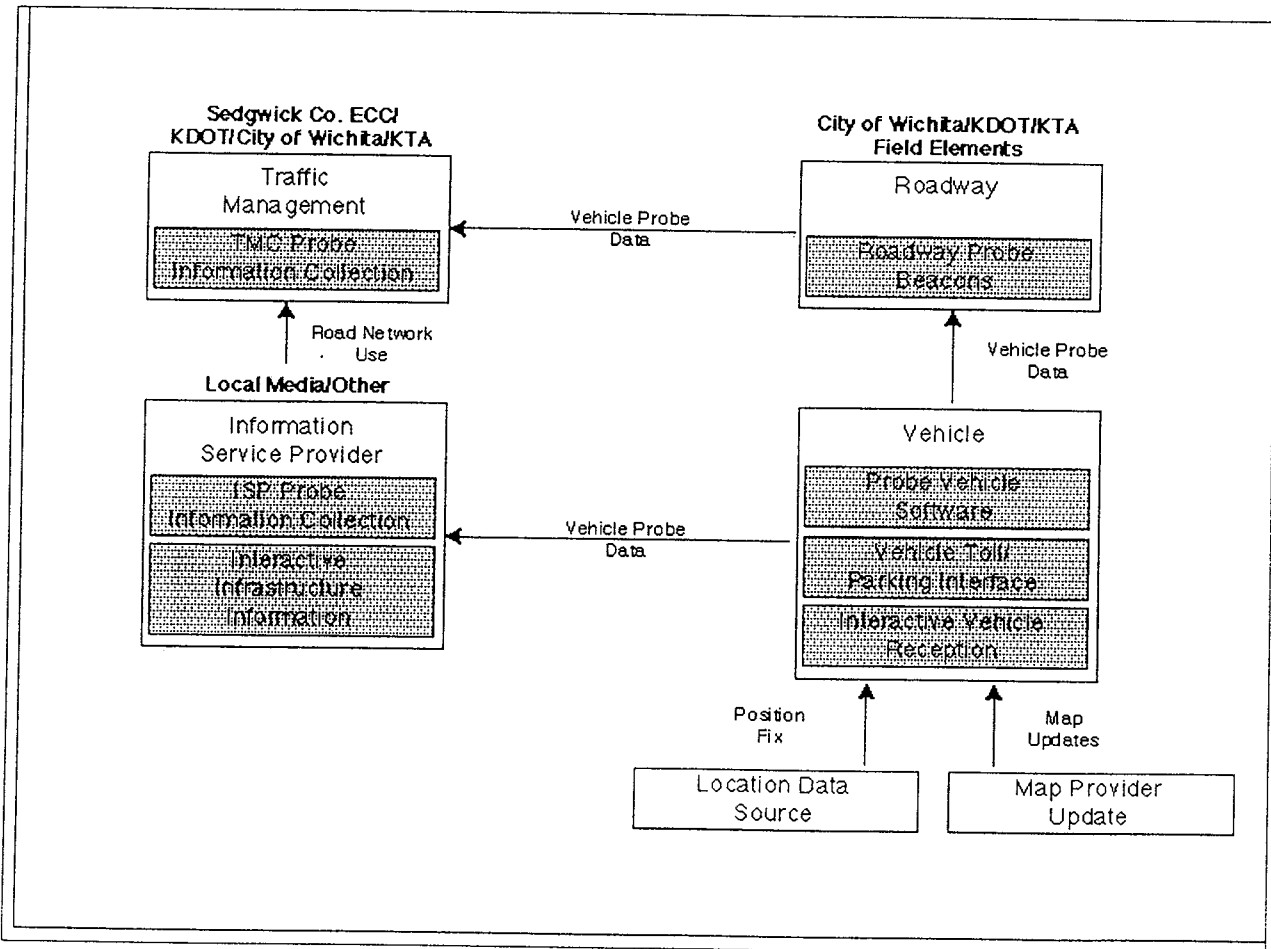 Sedgwick Co. ECC/
KDOT/City of Wichita/KTA
Traffic
Management
TMC Probe
Information Collection
Vehicle Probe
Data
City of Wichita/KDOT/KTA
Field Elements
Roadway
Roadway Probe
Beacons
Road Network
Use
Vehicle Probe
Data
Local Media/Other
Information
Service Provider
ISP Probe
Information Collection
Interactive
Infrastructure
Information
Vehicle Probe
Data
Vehicle
Probe Vehicle
Software
Vehicle Toll/
Parking Interface
Interactive Vehicle
Reception
Position
Fix
Map
Updates
Location Data
Source
Map Provider
Update